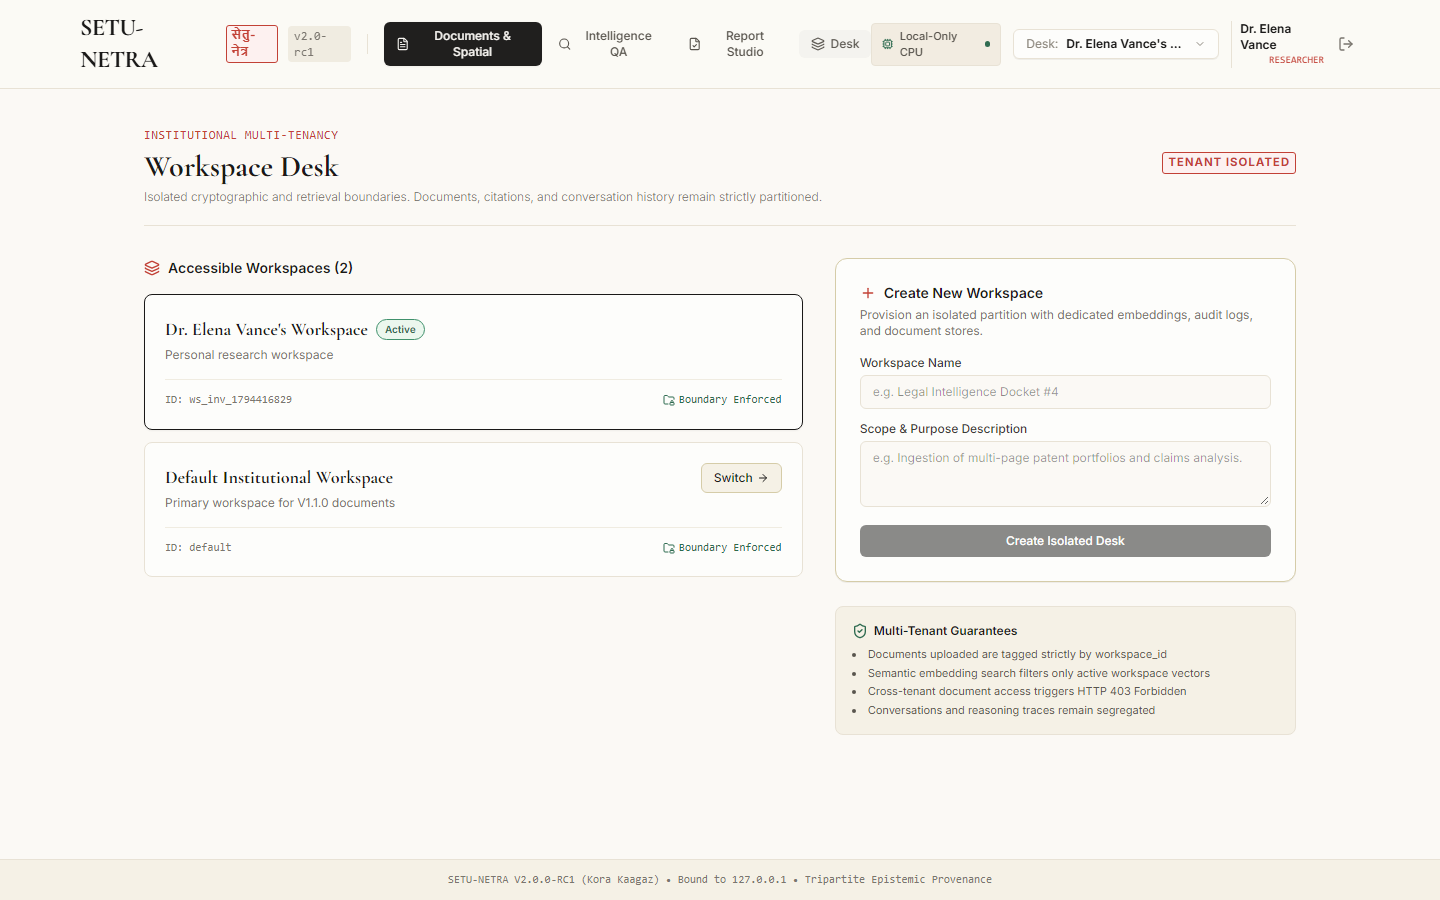 SETU-
NETRA
सेतु-
नेत्र
v2.0-
rc1
Documents &
Spatial
Intelligence
QA
Report
Studio
Desk
Local-Only
CPU
Desk: Dr. Elena Vance's ...
Dr. Elena
Vance
RESEARCHER
INSTITUTIONAL MULTI-TENANCY
Workspace Desk
TENANT ISOLATED
Isolated cryptographic and retrieval boundaries. Documents, citations, and conversation history remain strictly partitioned.
Accessible Workspaces (2)
Dr. Elena Vance's Workspace Active
Personal research workspace
ID: ws_inv_1794416829 Boundary Enforced
Default Institutional Workspace Switch →
Primary workspace for V1.1.0 documents
ID: default Boundary Enforced
Create New Workspace
Provision an isolated partition with dedicated embeddings, audit logs,
and document stores.
Workspace Name
e.g. Legal Intelligence Docket #4
Scope & Purpose Description
e.g. Ingestion of multi-page patent portfolios and claims analysis.
Create Isolated Desk
Multi-Tenant Guarantees
• Documents uploaded are tagged strictly by workspace_id
• Semantic embedding search filters only active workspace vectors
• Cross-tenant document access triggers HTTP 403 Forbidden
• Conversations and reasoning traces remain segregated
SETU-NETRA V2.0.0-RC1 (Kora Kaagaz) • Bound to 127.0.0.1 • Tripartite Epistemic Provenance